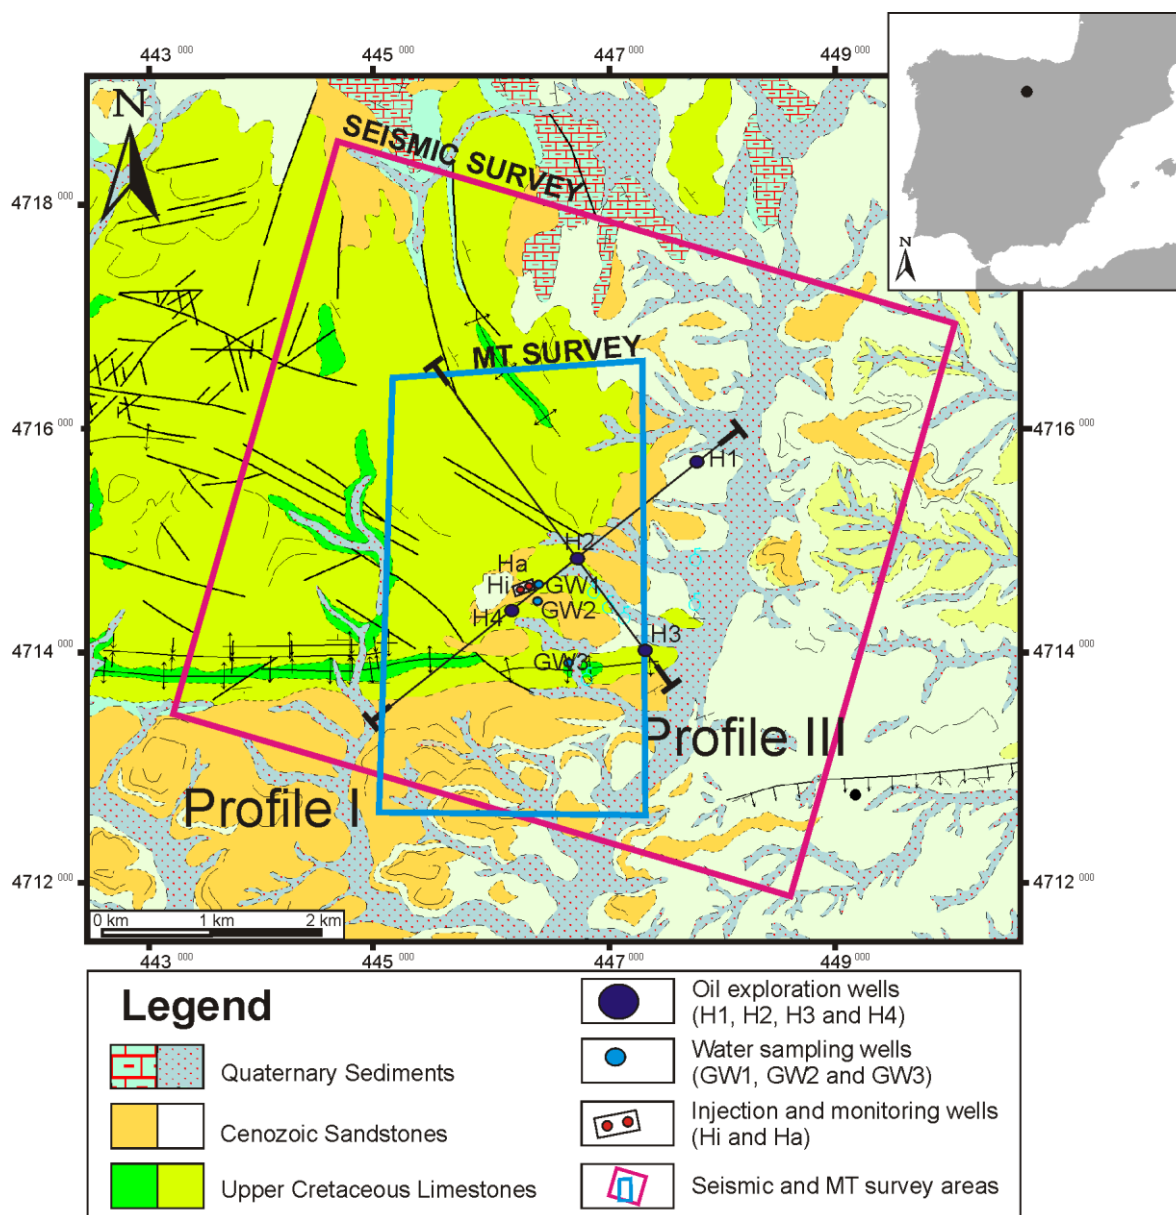 443 000 445 000 447 000 449 000
N
SEISMIC SURVEY
4718 000
N
MT SURVEY
4716 000
4716 000
H1
H2
Ha
Hi
GW1
GW2
H4
H3
4714 000
GW3
4714 000
Profile III
Profile I
4712 000
4712 000
0 km 1 km 2 km
443 000 445 000 447 000 449 000
Legend
Quaternary Sediments
Cenozoic Sandstones
Upper Cretaceous Limestones
Oil exploration wells
(H1, H2, H3 and H4)
Water sampling wells
(GW1, GW2 and GW3)
Injection and monitoring wells
(Hi and Ha)
Seismic and MT survey areas